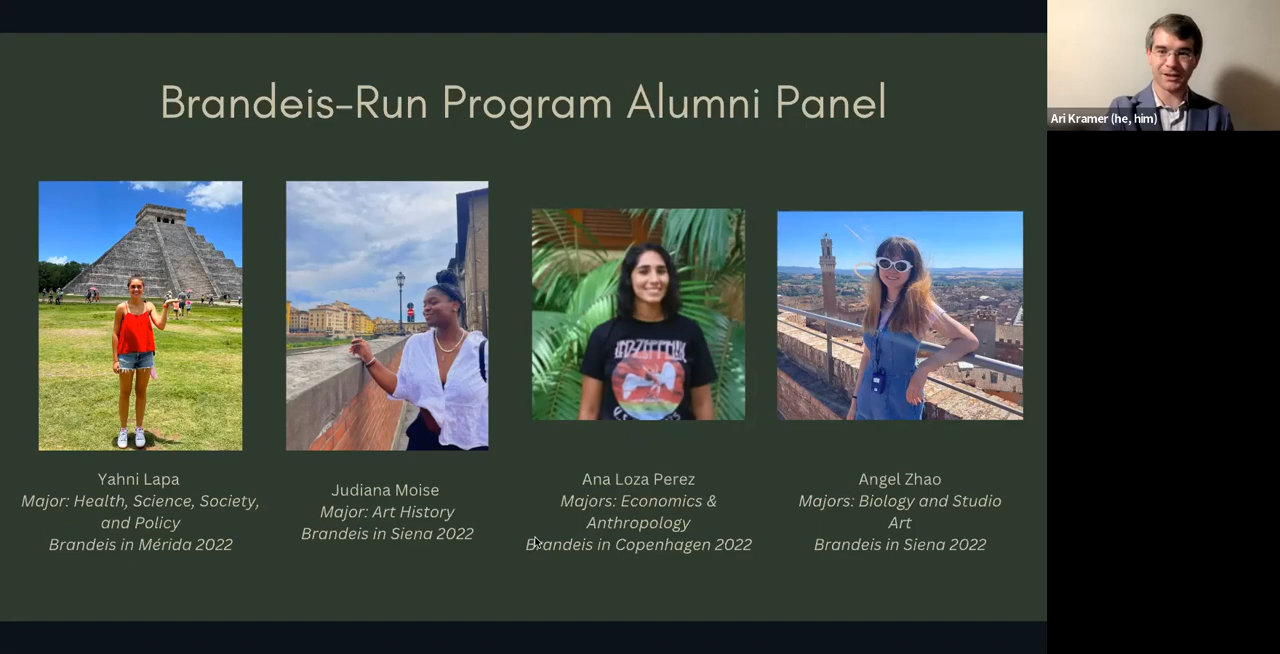 Brandeis-Run Program Alumni Panel
Ari Kramer (he, him)
LED ZEPPELIN
Yahni Lapa
Major: Health, Science, Society,
and Policy
Brandeis in Mérida 2022
Judiana Moise
Major: Art History
Brandeis in Siena 2022
Ana Loza Perez
Majors: Economics &
Anthropology
Brandeis in Copenhagen 2022
Angel Zhao
Majors: Biology and Studio
Art
Brandeis in Siena 2022